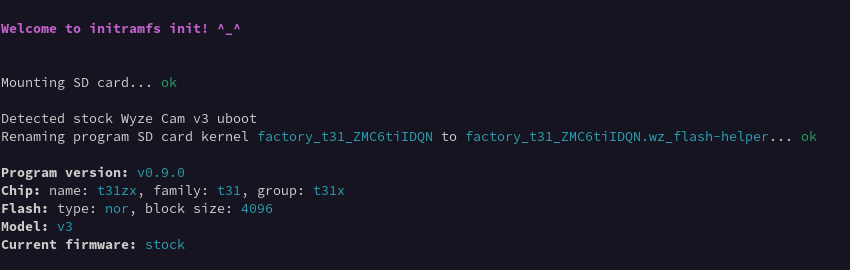 Welcome to initramfs init! ^_^
Mounting SD card... ok
Detected stock Wyze Cam v3 uboot
Renaming program SD card kernel factory_t31_ZMC6tiIDQN to factory_t31_ZMC6tiIDQN.wz_flash-helper... ok
Program version: v0.9.0
Chip: name: t31zx, family: t31, group: t31x
Flash: type: nor, block size: 4096
Model: v3
Current firmware: stock